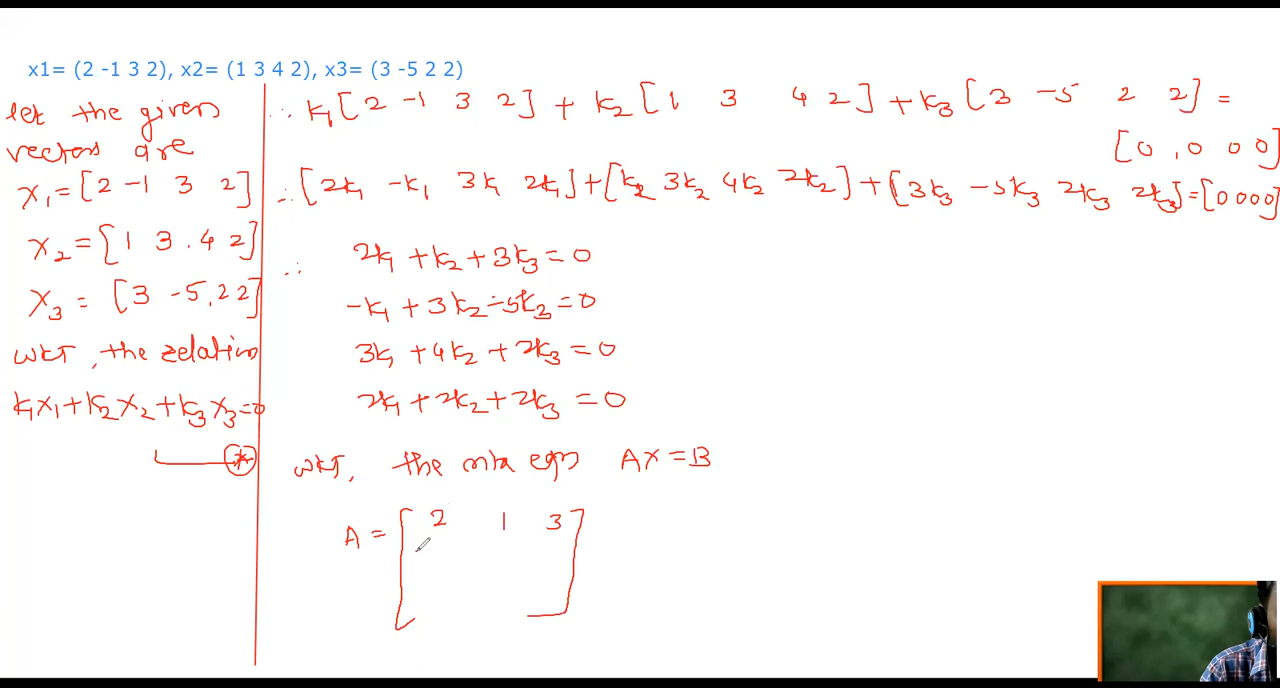 x1= (2 -1 3 2), x2= (1 3 4 2), x3= (3 -5 2 2)
let the given
vectors are
X₁=[2 -1 3 2]
X₂=[1 3 . 4 2]
X₃ = [3 -5, 2 2]
WKT, the relation
k₁X₁+k₂X₂+k₃X₃=0
*
∴ k₁[2 -1 3 2] + k₂[1 3 4 2] + k₃[3 -5 2 2] =
[0 , 0 0 0]
∴ [2k₁ -k₁ 3k₁ 2k₁]+[k₂ 3k₂ 4k₂ 2k₂]+[3k₃ -5k₃ 2k₃ 2k₃]=[0 0 0 0]
∴ 2k₁ + k₂ + 3k₃ = 0
-k₁ + 3k₂ -5k₂ = 0
3k₁ + 4k₂ + 2k₃ = 0
2k₁ + 2k₂ + 2k₃ = 0
WKT, the mtx eqn AX = B
A = [2 1 3]